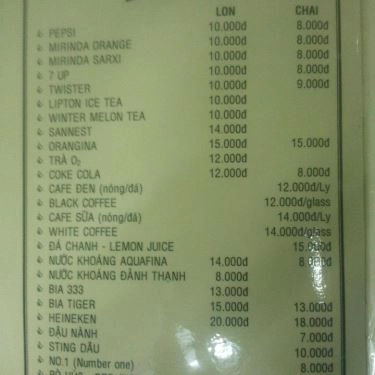 LON CHAI
PEPSI 10.000đ 8.000đ
MIRINDA ORANGE 10.000đ 8.000đ
MIRINDA SARXI 10.000đ 8.000đ
7 UP 10.000đ 8.000đ
TWISTER 10.000đ 9.000đ
LIPTON ICE TEA 10.000đ
WINTER MELON TEA 10.000đ
SANNEST 14.000đ
ORANGINA 15.000đ 15.000đ
TRÀ O₂ 12.000đ
COKE COLA 12.000đ 8.000đ
CAFE ĐEN (nóng/đá) 12.000đ/Ly
BLACK COFFEE 12.000đ/glass
CAFE SỮA (nóng/đá) 14.000đ/Ly
WHITE COFFEE 14.000đ/glass
ĐÁ CHANH - LEMON JUICE 15.000đ
NƯỚC KHOÁNG AQUAFINA 14.000đ 8.000đ
NƯỚC KHOÁNG ĐẢNH THẠNH 8.000đ
BIA 333 13.000đ
BIA TIGER 15.000đ 13.000đ
HEINEKEN 20.000đ 18.000đ
ĐẬU NÀNH 7.000đ
STING DÂU 10.000đ
NO.1 (Number one) 8.000đ